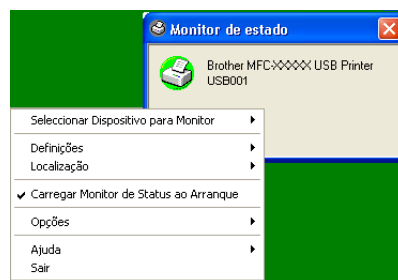 Monitor de estado
Brother MFC-XXXXX USB Printer
USB001
Seleccionar Dispositivo para Monitor
Definições
Localização
Carregar Monitor de Status ao Arranque
Opções
Ajuda
Sair